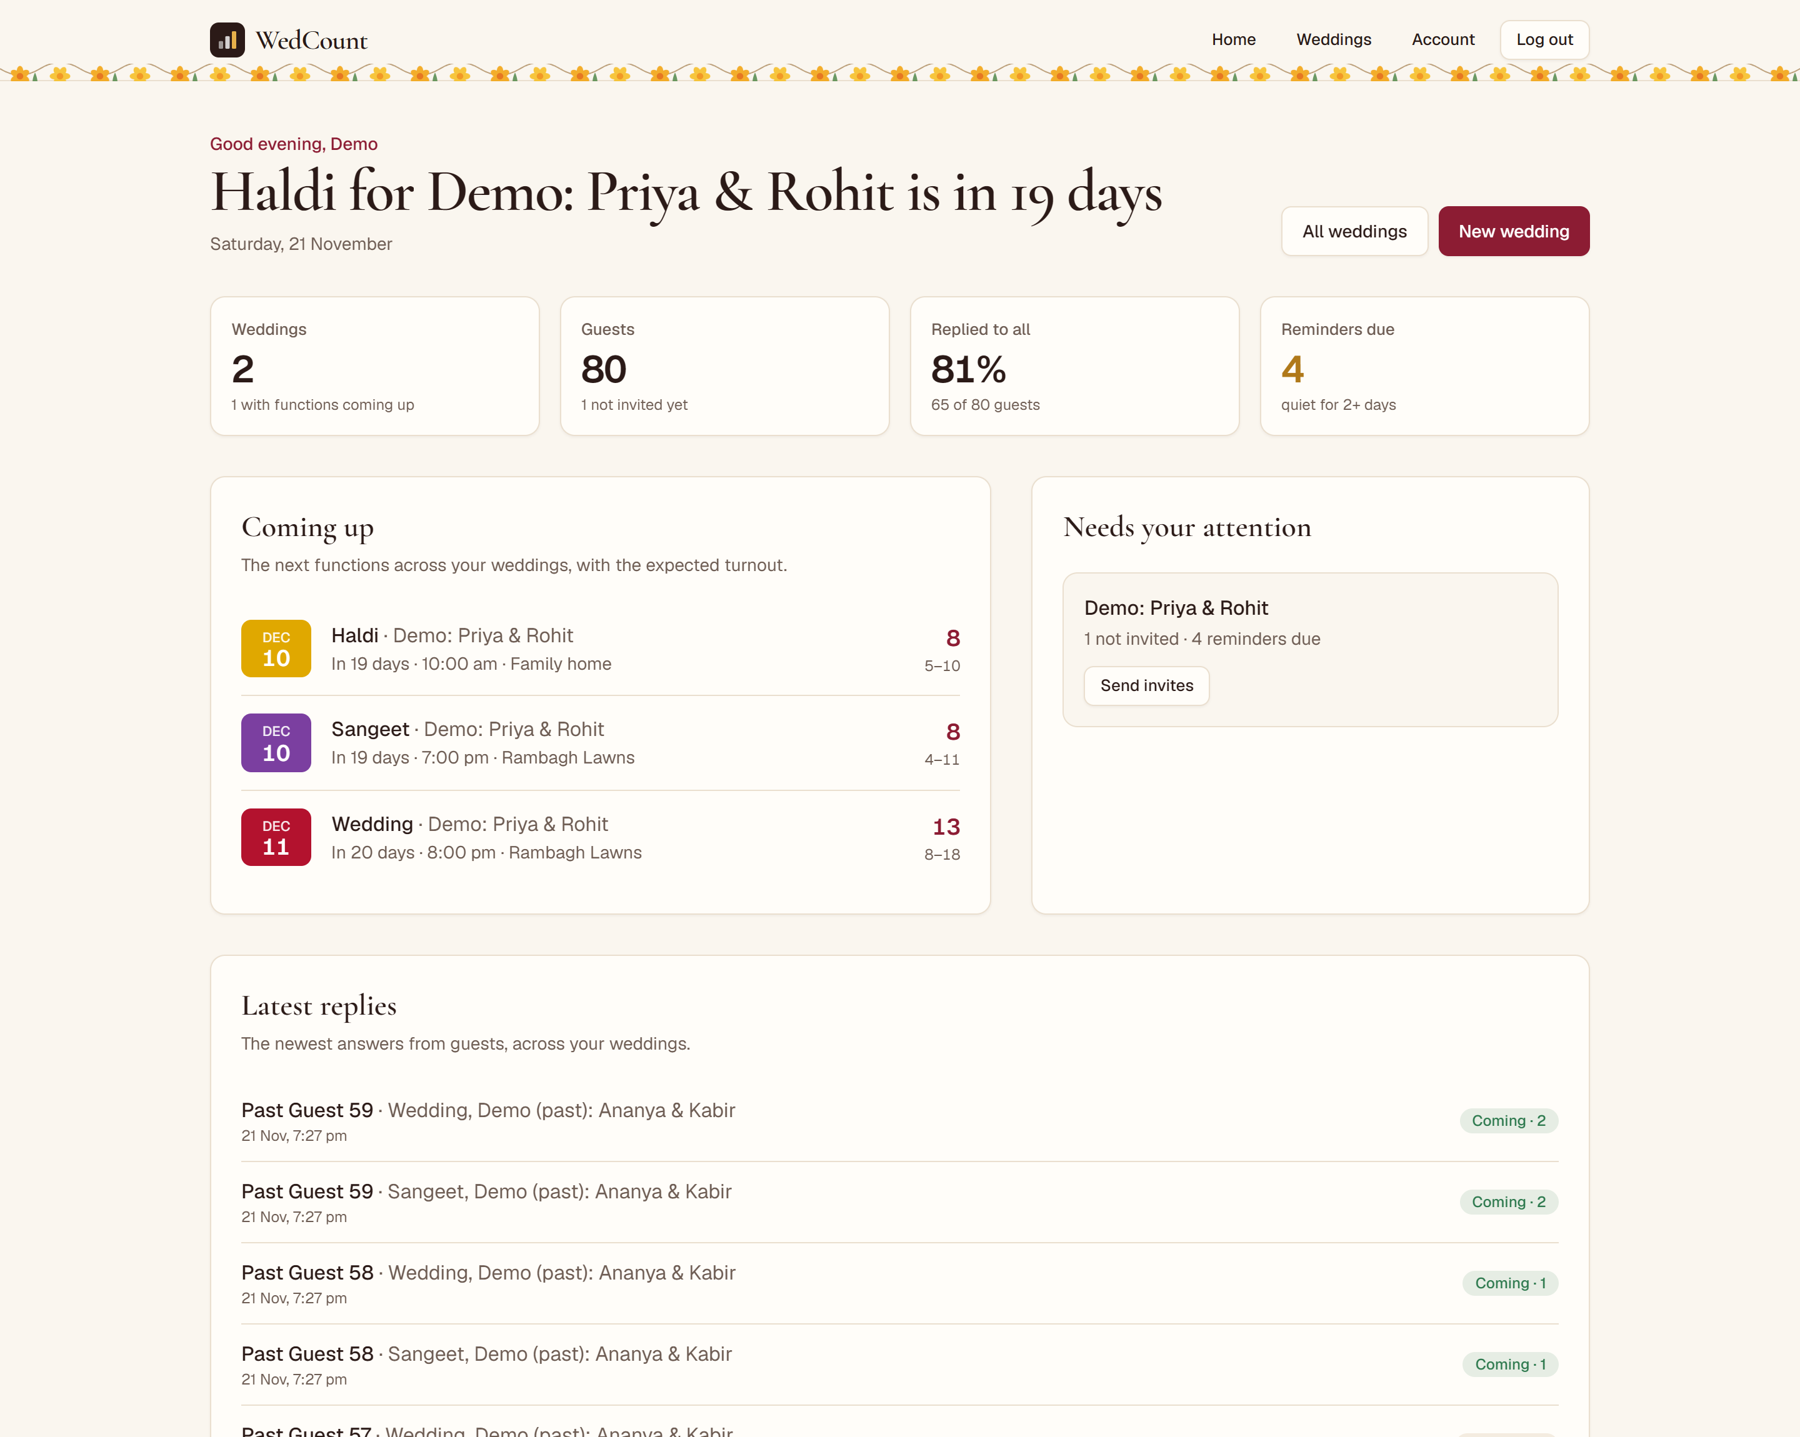 WedCount
Home
Weddings
Account
Log out
Good evening, Demo
Haldi for Demo: Priya & Rohit is in 19 days
Saturday, 21 November
All weddings
New wedding
Weddings
2
1 with functions coming up
Guests
80
1 not invited yet
Replied to all
81%
65 of 80 guests
Reminders due
4
quiet for 2+ days
Coming up
The next functions across your weddings, with the expected turnout.
DEC
10
Haldi · Demo: Priya & Rohit
In 19 days · 10:00 am · Family home
8
5–10
DEC
10
Sangeet · Demo: Priya & Rohit
In 19 days · 7:00 pm · Rambagh Lawns
8
4–11
DEC
11
Wedding · Demo: Priya & Rohit
In 20 days · 8:00 pm · Rambagh Lawns
13
8–18
Needs your attention
Demo: Priya & Rohit
1 not invited · 4 reminders due
Send invites
Latest replies
The newest answers from guests, across your weddings.
Past Guest 59 · Wedding, Demo (past): Ananya & Kabir
21 Nov, 7:27 pm
Coming · 2
Past Guest 59 · Sangeet, Demo (past): Ananya & Kabir
21 Nov, 7:27 pm
Coming · 2
Past Guest 58 · Wedding, Demo (past): Ananya & Kabir
21 Nov, 7:27 pm
Coming · 1
Past Guest 58 · Sangeet, Demo (past): Ananya & Kabir
21 Nov, 7:27 pm
Coming · 1
Past Guest 57 · Wedding, Demo (past): Ananya & Kabir